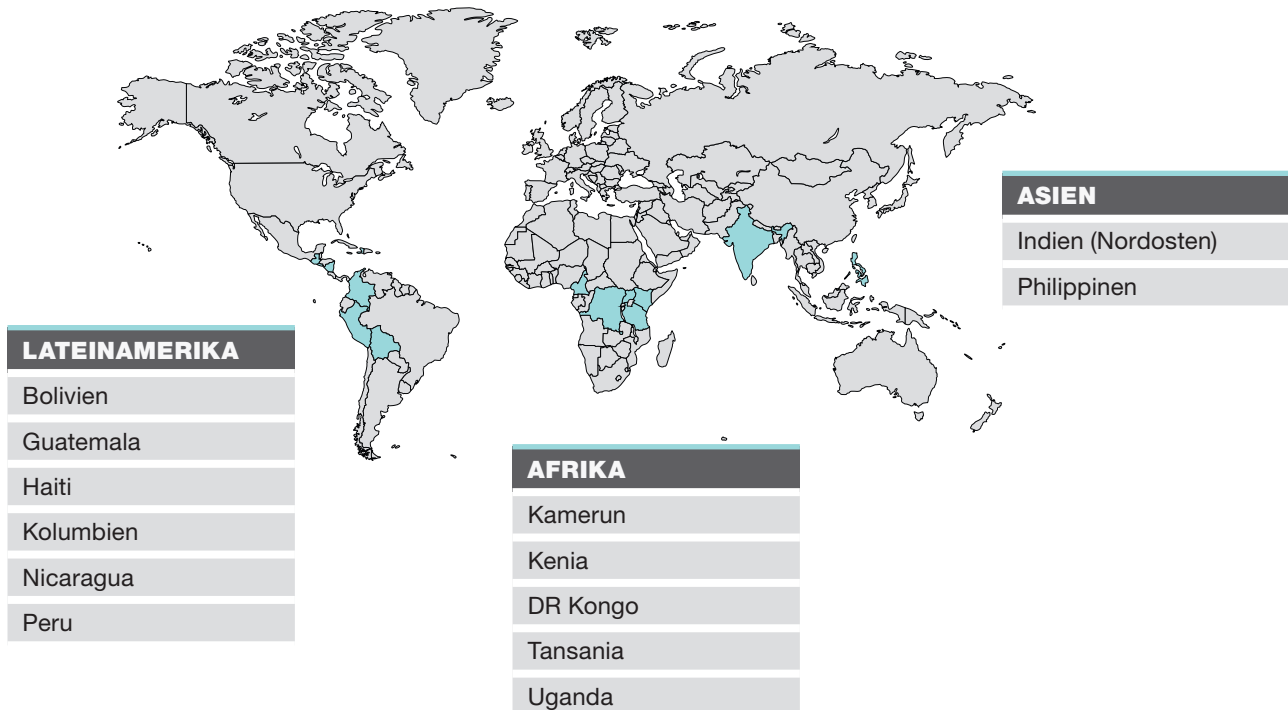 ASIEN
Indien (Nordosten)
Philippinen
LATEINAMERIKA
Bolivien
Guatemala
Haiti
Kolumbien
Nicaragua
Peru
AFRIKA
Kamerun
Kenia
DR Kongo
Tansania
Uganda